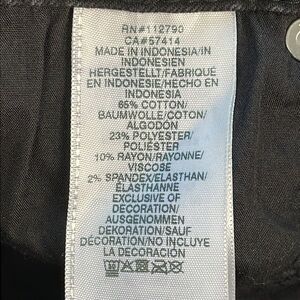 RN#112790
CA#57414
MADE IN INDONESIA/IN
INDONESIEN
HERGESTELLT/FABRIQUÉ
EN INDONÉSIE/HECHO EN
INDONESIA
65% COTTON/
BAUMWOLLE/COTON/
ALGODÓN
23% POLYESTER/
POLIÉSTER
10% RAYON/RAYONNE/
VISCOSE
2% SPANDEX/ELASTHAN/
ÉLASTHANNE
EXCLUSIVE OF
DECORATION/
AUSGENOMMEN
DEKORATION/SAUF
DÉCORATION/NO INCLUYE
LA DECORACIÓN